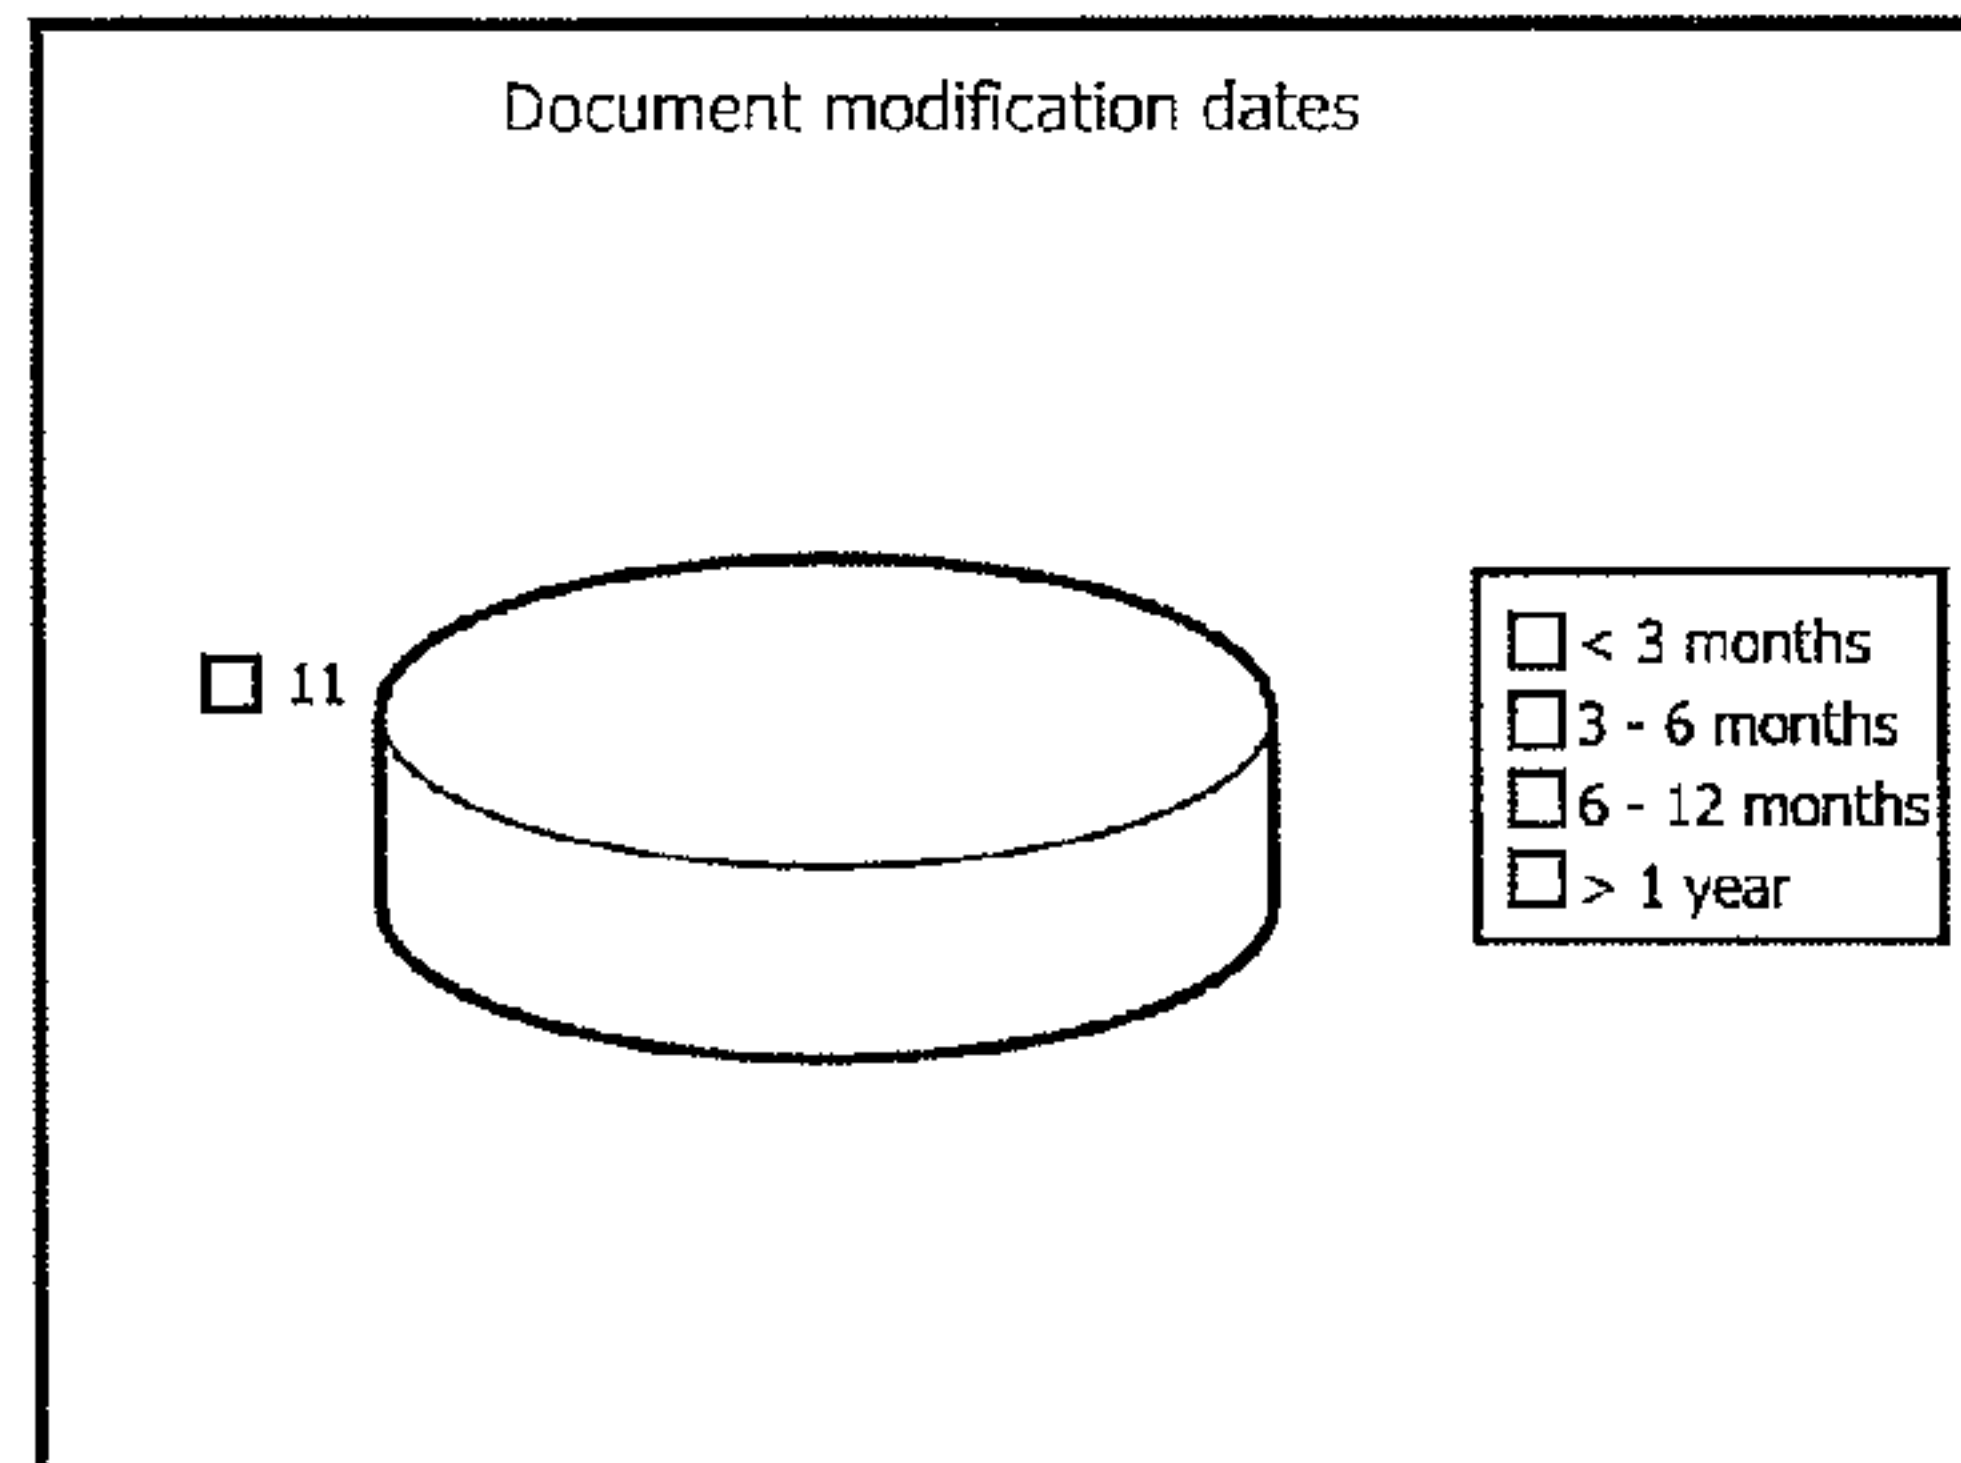 Document modification dates
11
< 3 months
3 - 6 months
6 - 12 months
> 1 year